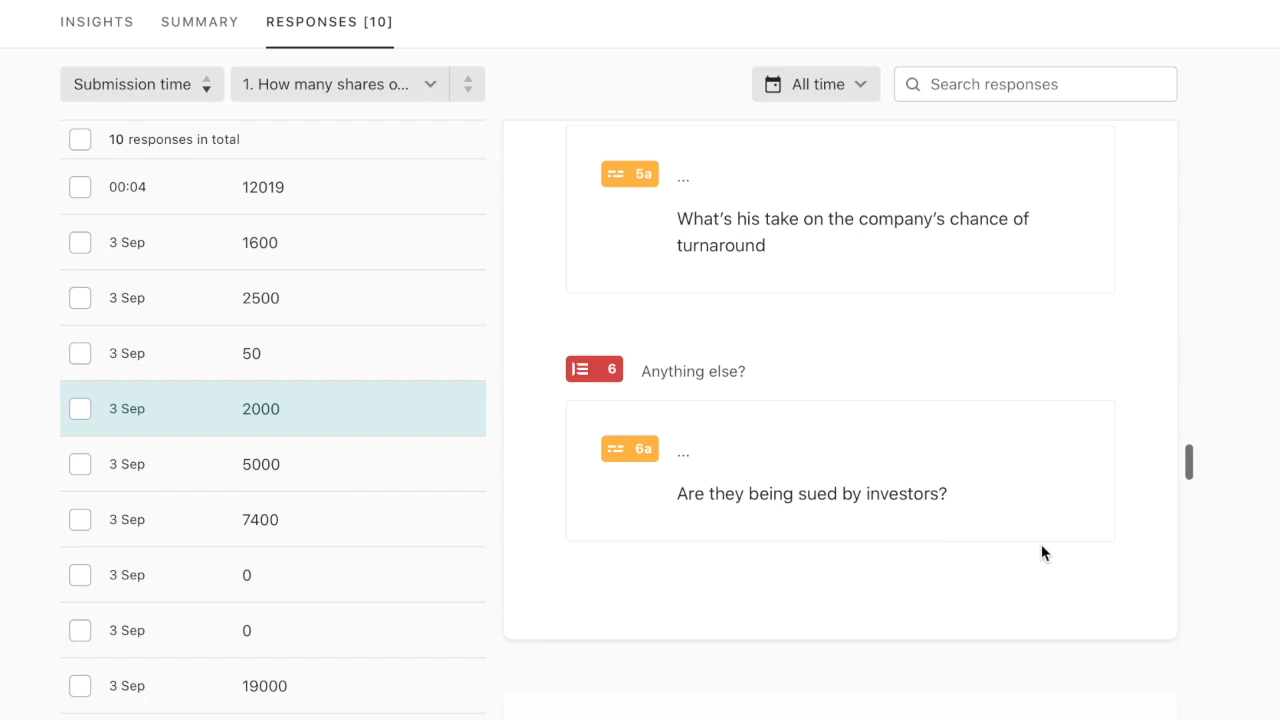 INSIGHTS SUMMARY RESPONSES [10]
Submission time 1. How many shares o... All time Search responses
10 responses in total
00:04 12019
3 Sep 1600
3 Sep 2500
3 Sep 50
3 Sep 2000
3 Sep 5000
3 Sep 7400
3 Sep 0
3 Sep 0
3 Sep 19000
5a ...
What's his take on the company's chance of
turnaround
6 Anything else?
6a ...
Are they being sued by investors?